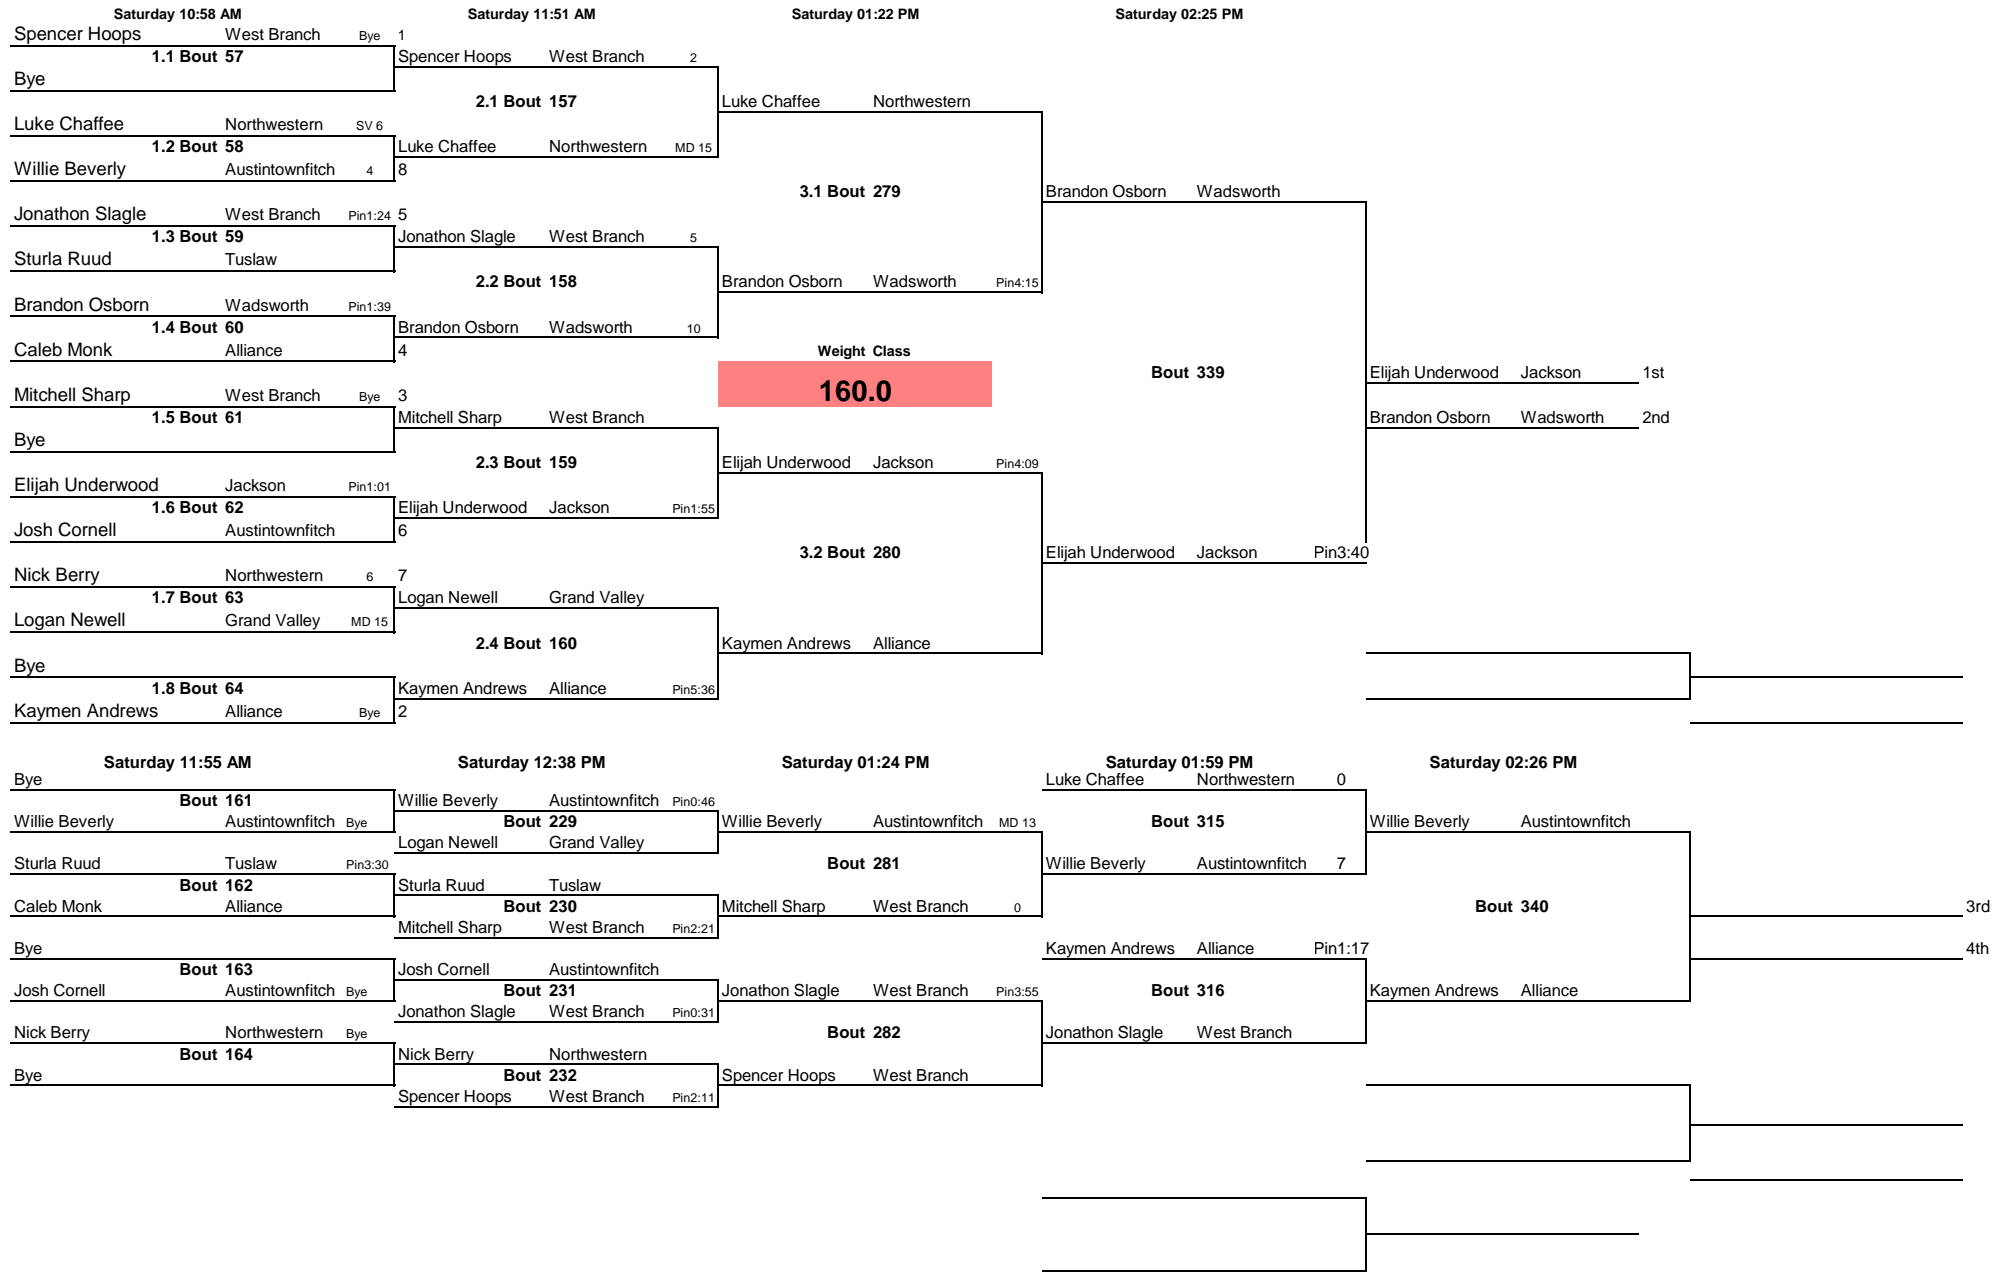 Saturday 10:58 AM Saturday 11:51 AM Saturday 01:22 PM Saturday 02:25 PM
Spencer Hoops West Branch Bye 1
1.1 Bout 57 Spencer Hoops West Branch 2
Bye
2.1 Bout 157 Luke Chaffee Northwestern
Luke Chaffee Northwestern SV 6
1.2 Bout 58 Luke Chaffee Northwestern MD 15
Willie Beverly Austintownfitch 4 8
3.1 Bout 279 Brandon Osborn Wadsworth
Jonathon Slagle West Branch Pin1:24 5
1.3 Bout 59 Jonathon Slagle West Branch 5
Sturla Ruud Tuslaw
2.2 Bout 158 Brandon Osborn Wadsworth Pin4:15
Brandon Osborn Wadsworth Pin1:39
1.4 Bout 60 Brandon Osborn Wadsworth 10
Caleb Monk Alliance 4 Weight Class
Bout 339 Elijah Underwood Jackson 1st
160.0
Mitchell Sharp West Branch Bye 3
1.5 Bout 61 Mitchell Sharp West Branch Brandon Osborn Wadsworth 2nd
Bye
2.3 Bout 159 Elijah Underwood Jackson Pin4:09
Elijah Underwood Jackson Pin1:01
1.6 Bout 62 Elijah Underwood Jackson Pin1:55
Josh Cornell Austintownfitch 6
3.2 Bout 280 Elijah Underwood Jackson Pin3:40
Nick Berry Northwestern 6 7
1.7 Bout 63 Logan Newell Grand Valley
Logan Newell Grand Valley MD 15
2.4 Bout 160 Kaymen Andrews Alliance
Bye
1.8 Bout 64 Kaymen Andrews Alliance Pin5:36
Kaymen Andrews Alliance Bye 2
Saturday 11:55 AM Saturday 12:38 PM Saturday 01:24 PM Saturday 01:59 PM Saturday 02:26 PM
Bye Luke Chaffee Northwestern 0
Bout 161 Willie Beverly Austintownfitch Pin0:46
Willie Beverly Austintownfitch Bye Bout 229 Willie Beverly Austintownfitch MD 13 Bout 315 Willie Beverly Austintownfitch
Logan Newell Grand Valley
Sturla Ruud Tuslaw Pin3:30 Bout 281 Willie Beverly Austintownfitch 7
Bout 162 Sturla Ruud Tuslaw
Caleb Monk Alliance Bout 230 Mitchell Sharp West Branch 0 Bout 340 3rd
Mitchell Sharp West Branch Pin2:21
Bye Kaymen Andrews Alliance Pin1:17 4th
Bout 163 Josh Cornell Austintownfitch
Josh Cornell Austintownfitch Bye Bout 231 Jonathon Slagle West Branch Pin3:55 Bout 316 Kaymen Andrews Alliance
Jonathon Slagle West Branch Pin0:31
Nick Berry Northwestern Bye Bout 282 Jonathon Slagle West Branch
Bout 164 Nick Berry Northwestern
Bye Bout 232 Spencer Hoops West Branch
Spencer Hoops West Branch Pin2:11